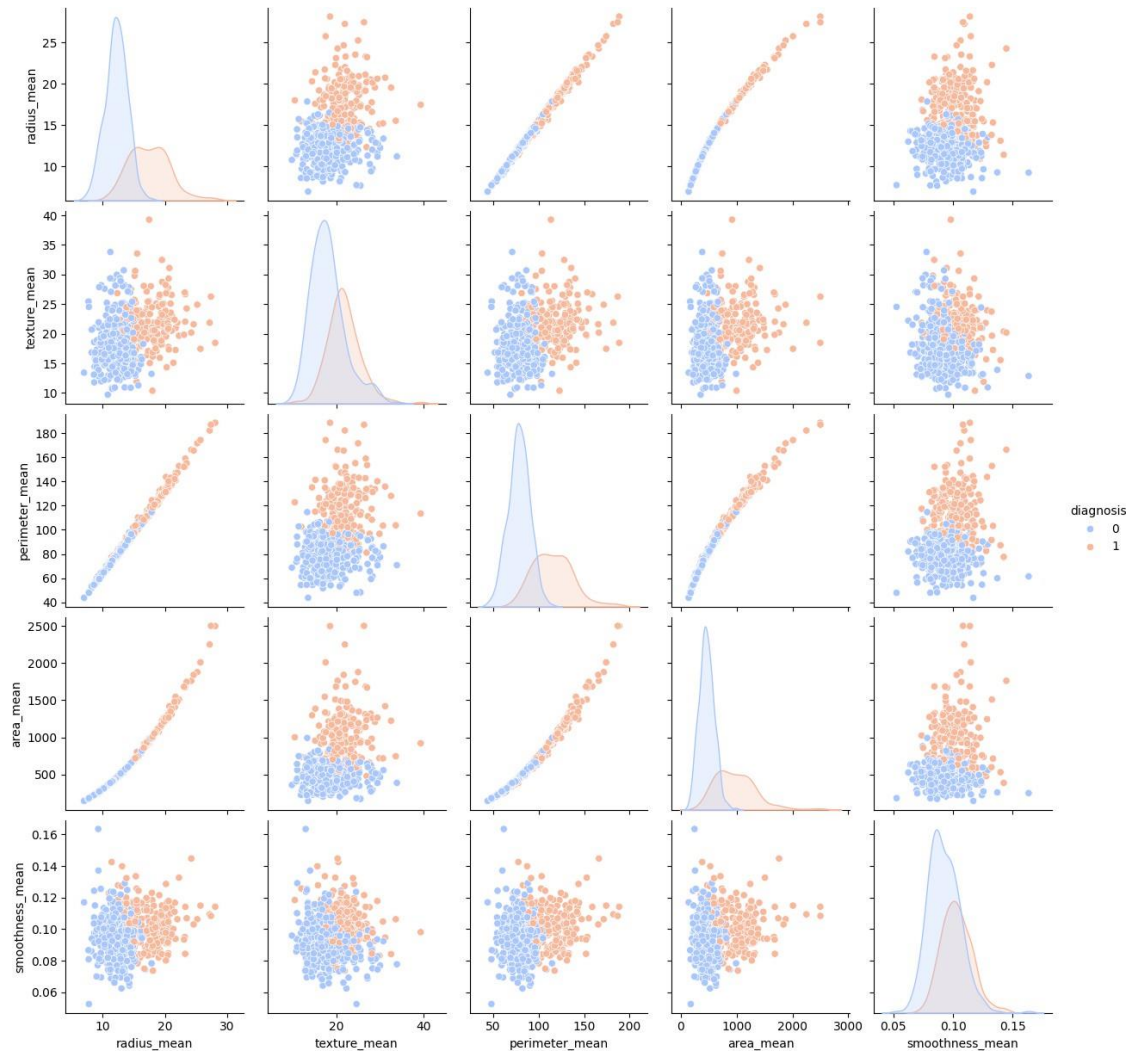 radius_mean
25
20
15
10
texture_mean
40
35
30
25
20
15
10
perimeter_mean
180
160
140
120
100
80
60
40
diagnosis
0
1
area_mean
2500
2000
1500
1000
500
smoothness_mean
0.16
0.14
0.12
0.10
0.08
0.06
10 20 30
20 40
50 100 150 200
0 1000 2000 3000
0.05 0.10 0.15
radius_mean
texture_mean
perimeter_mean
area_mean
smoothness_mean